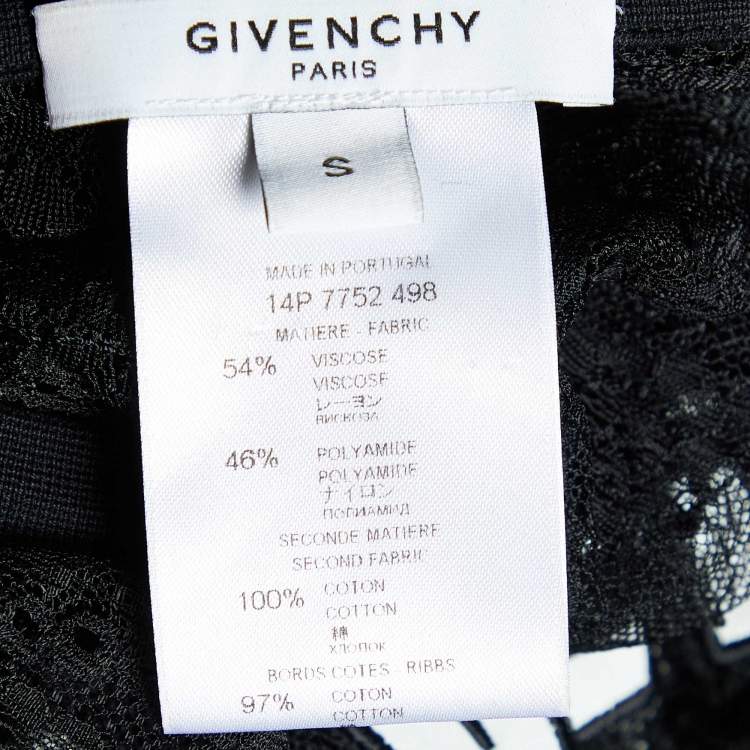 GIVENCHY
PARIS
S
MADE IN PORTUGAL
14P 7752 498
MATIERE - FABRIC
54% VISCOSE
VISCOSE
レーヨン
ВИСКОЗА
46% POLYAMIDE
POLYAMIDE
ナイロン
ПОЛИАМИД
SECONDE MATIERE
SECOND FABRIC
100% COTON
COTTON
綿
ХЛОПОК
BORDS COTES - RIBBS
97% COTON
COTTON